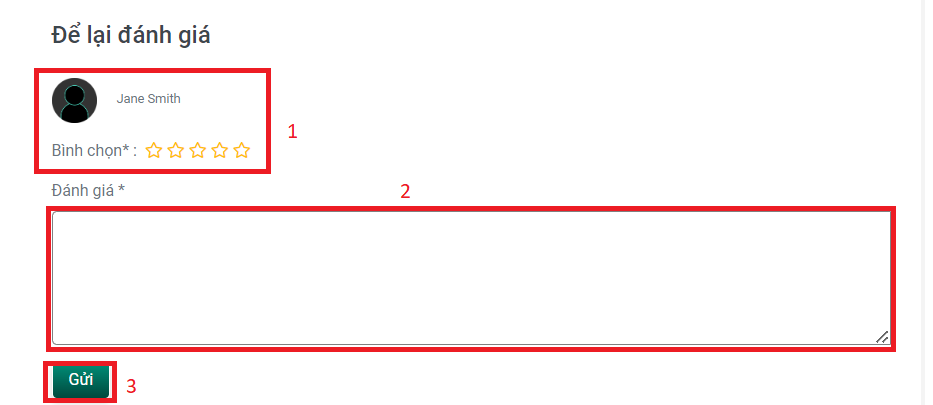 Để lại đánh giá
Jane Smith
1
Bình chọn* :
Đánh giá *
2
Gửi
3